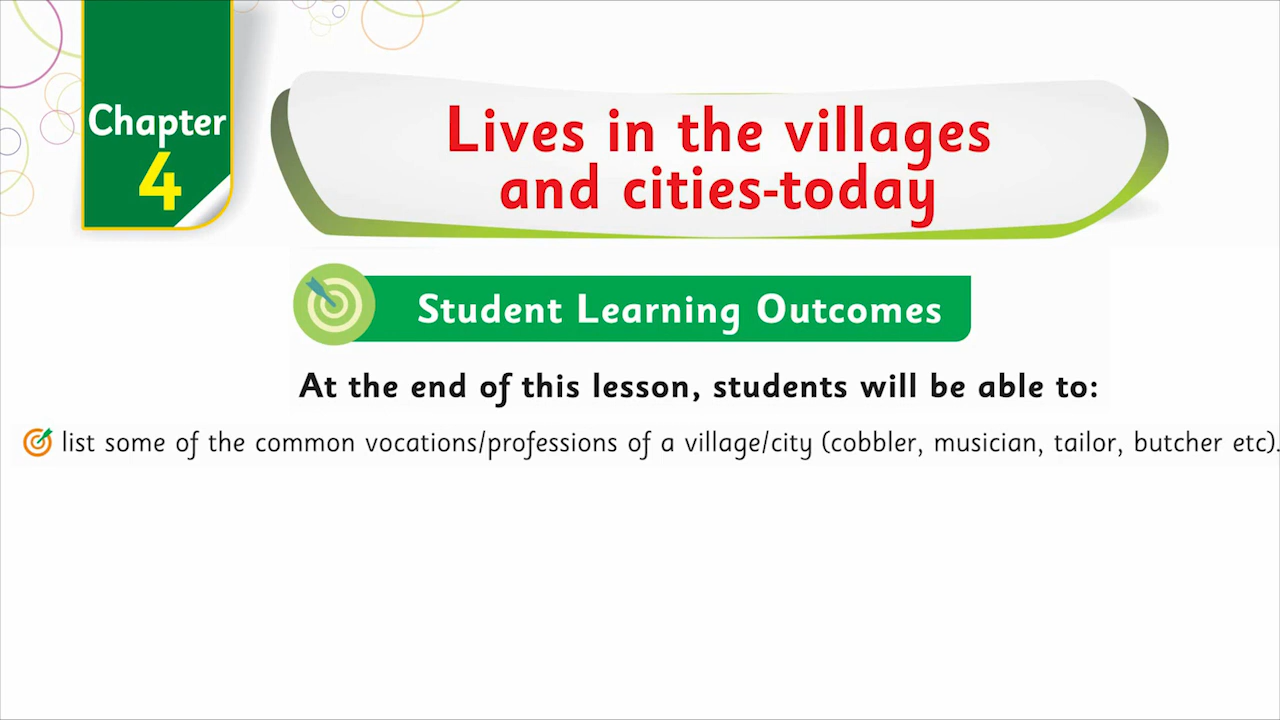 Chapter
4
Lives in the villages
and cities-today
Student Learning Outcomes
At the end of this lesson, students will be able to:
list some of the common vocations/professions of a village/city (cobbler, musician, tailor, butcher etc).